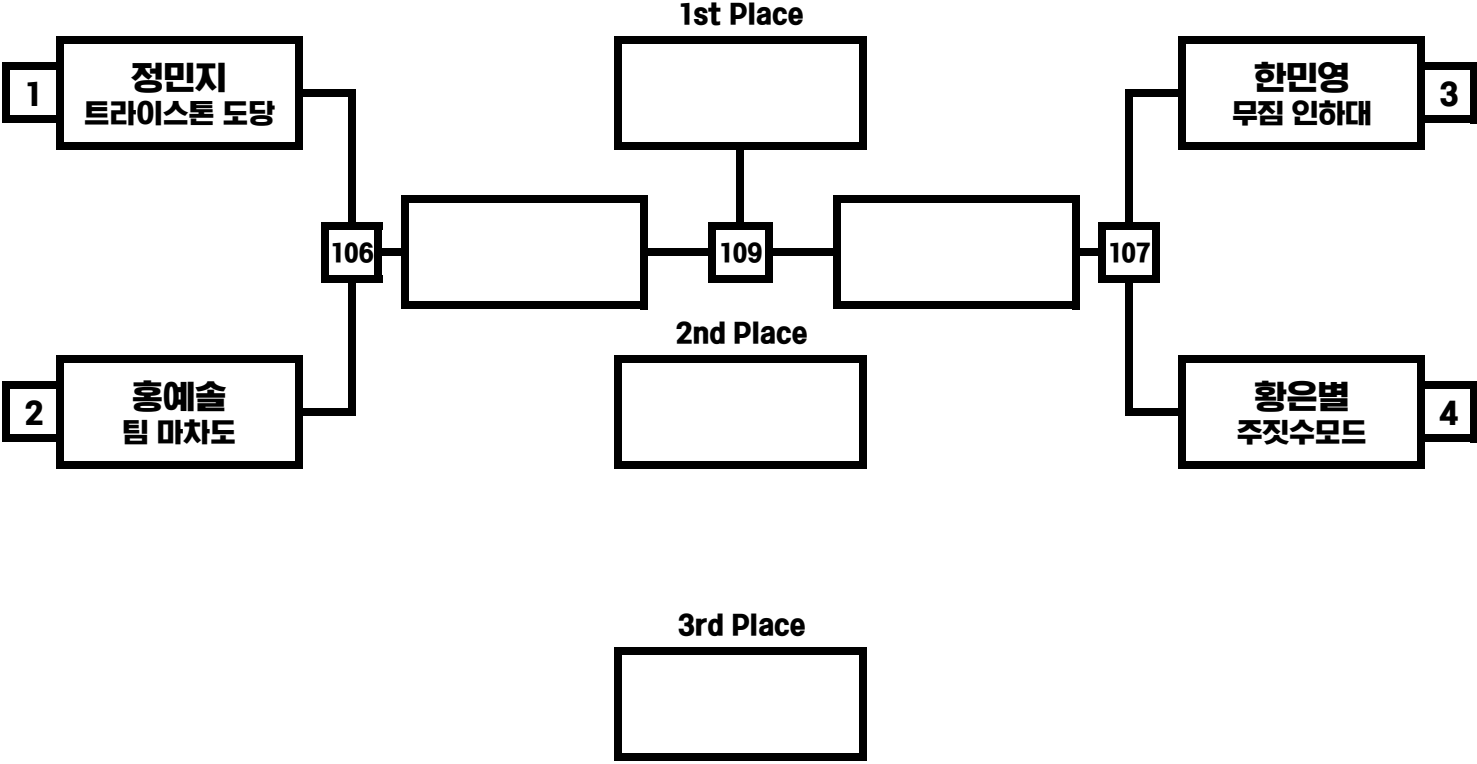 1st Place
1
정민지
트라이스톤 도당
한민영
무짐 인하대
3
106
109
107
2nd Place
2
홍예솔
팀 마차도
황은별
주짓수모드
4
3rd Place